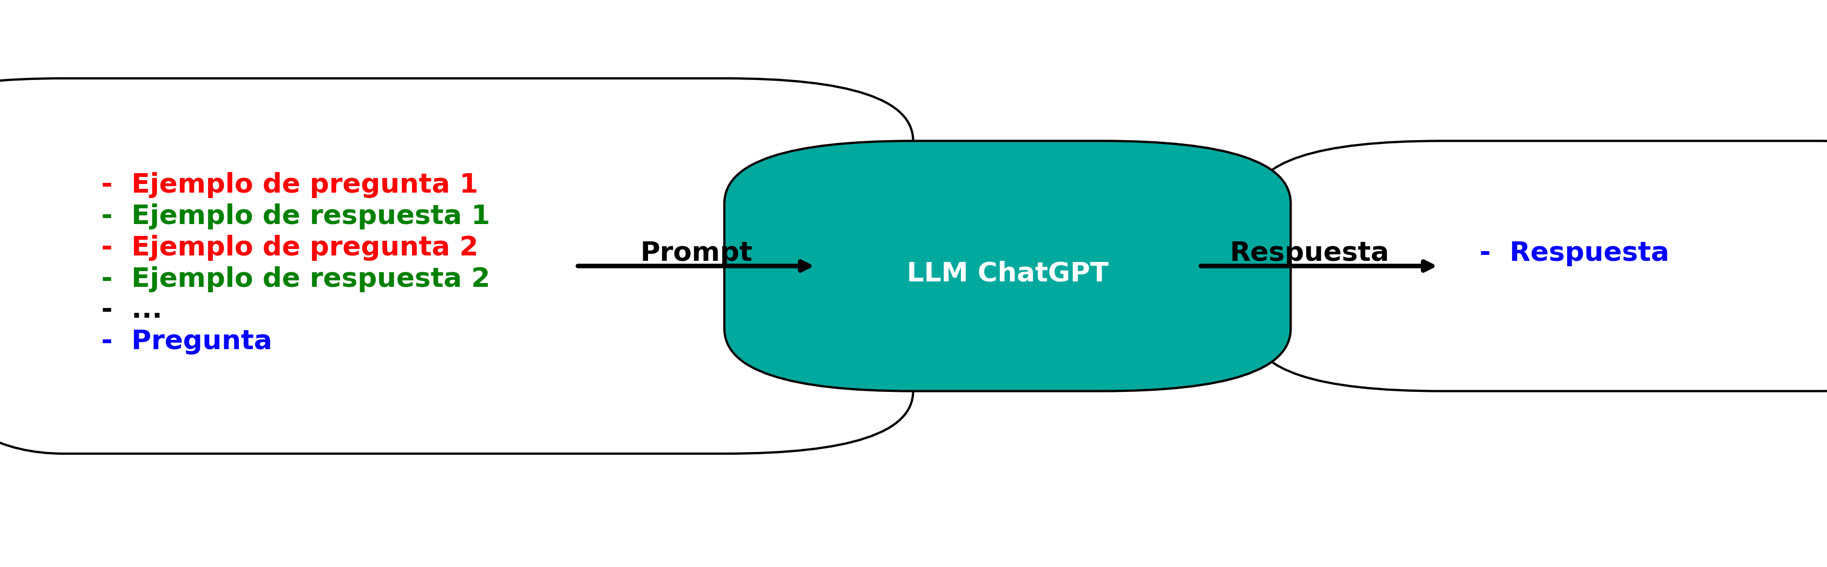 -  Ejemplo de pregunta 1
-  Ejemplo de respuesta 1
-  Ejemplo de pregunta 2
-  Ejemplo de respuesta 2
-  ...
-  Pregunta
Prompt
LLM ChatGPT
Respuesta
-  Respuesta